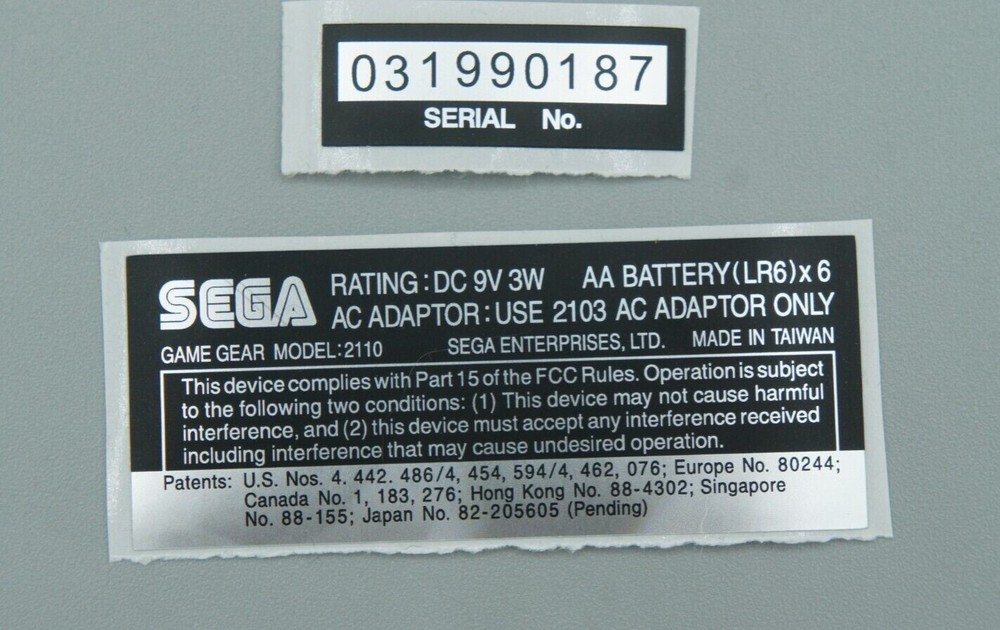 031990187
SERIAL No.
SEGA
RATING : DC 9V 3W AA BATTERY(LR6)x 6
AC ADAPTOR : USE 2103 AC ADAPTOR ONLY
GAME GEAR MODEL:2110 SEGA ENTERPRISES, LTD. MADE IN TAIWAN
This device complies with Part 15 of the FCC Rules. Operation is subject
to the following two conditions: (1) This device may not cause harmful
interference, and (2) this device must accept any interference received
including interference that may cause undesired operation.
Patents: U.S. Nos. 4. 442. 486/4, 454, 594/4, 462, 076; Europe No. 80244;
Canada No. 1, 183, 276; Hong Kong No. 88-4302; Singapore
No. 88-155; Japan No. 82-205605 (Pending)